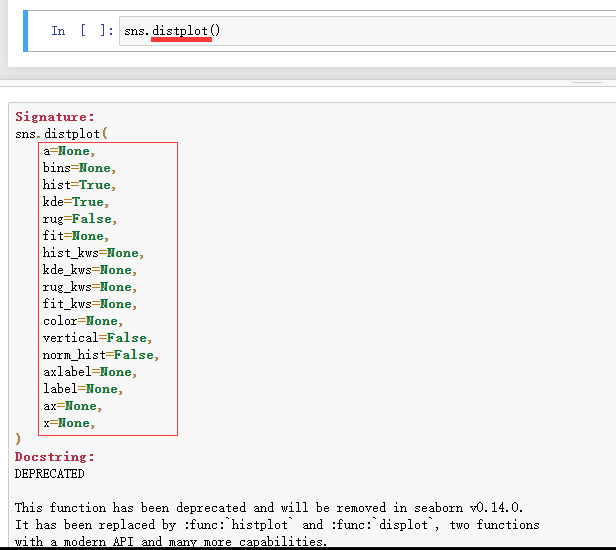 In [ ]: sns.distplot()
Signature:
sns.distplot(
a=None,
bins=None,
hist=True,
kde=True,
rug=False,
fit=None,
hist_kws=None,
kde_kws=None,
rug_kws=None,
fit_kws=None,
color=None,
vertical=False,
norm_hist=False,
axlabel=None,
label=None,
ax=None,
x=None,
)
Docstring:
DEPRECATED
This function has been deprecated and will be removed in seaborn v0.14.0.
It has been replaced by :func:`histplot` and :func:`displot`, two functions
with a modern API and many more capabilities.